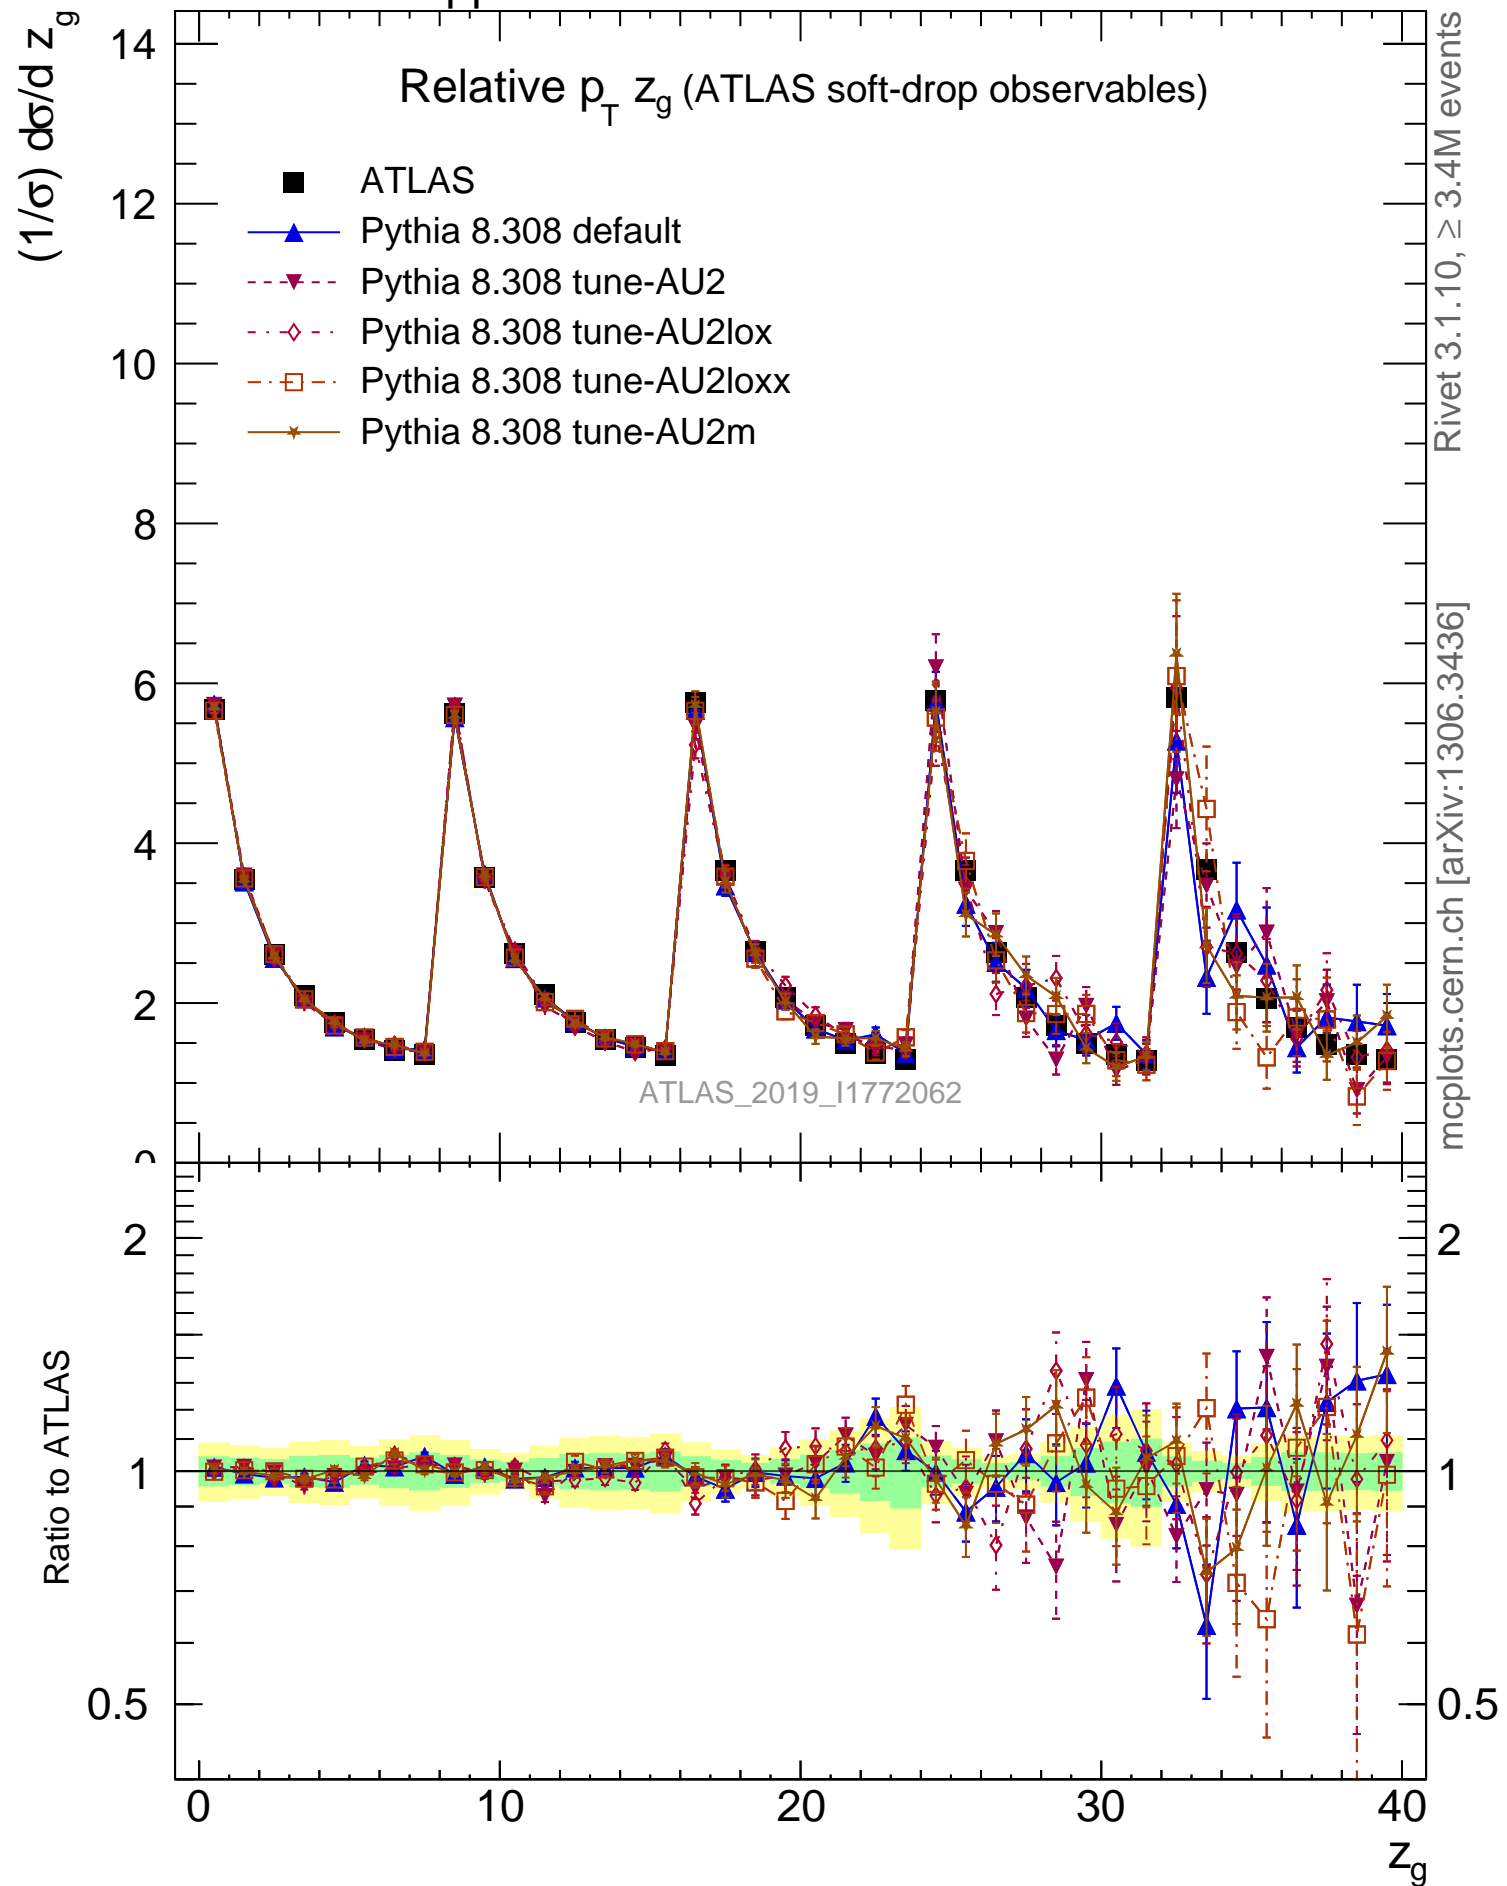 pp
(1/σ) dσ/d z_g
Relative p_T z_g (ATLAS soft-drop observables)
ATLAS
Pythia 8.308 default
Pythia 8.308 tune-AU2
Pythia 8.308 tune-AU2lox
Pythia 8.308 tune-AU2loxx
Pythia 8.308 tune-AU2m
14
12
10
8
6
4
2
0
ATLAS_2019_I1772062
Rivet 3.1.10, ≥ 3.4M events
mcplots.cern.ch [arXiv:1306.3436]
Ratio to ATLAS
2
1
0.5
2
1
0.5
0
10
20
30
40
z_g